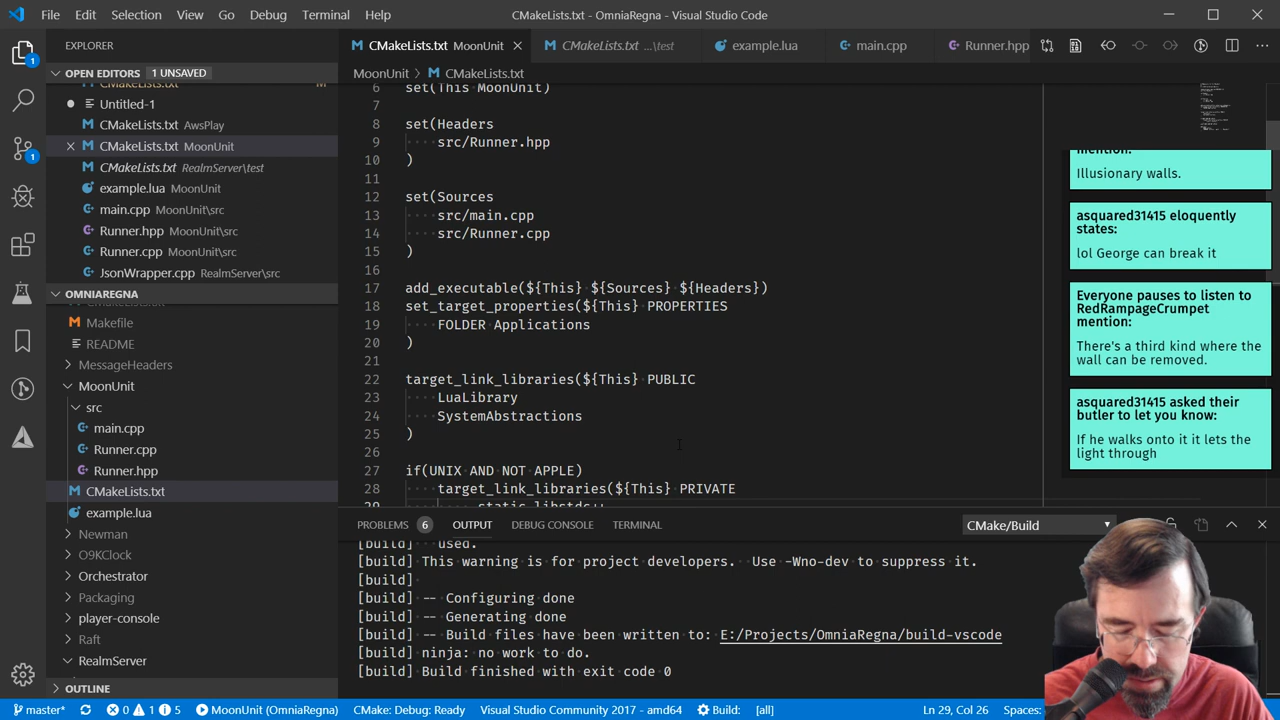 File Edit Selection View Go Debug Terminal Help
CMakeLists.txt - OmniaRegna - Visual Studio Code
EXPLORER
OPEN EDITORS 1 UNSAVED
CMakeLists.txt
Untitled-1
CMakeLists.txt AwsPlay
CMakeLists.txt MoonUnit
CMakeLists.txt RealmServer\test
example.lua MoonUnit
main.cpp MoonUnit\src
Runner.hpp MoonUnit\src
Runner.cpp MoonUnit\src
JsonWrapper.cpp RealmServer\src
OMNIAREGNA
Makefile
README
MessageHeaders
MoonUnit
src
main.cpp
Runner.cpp
Runner.hpp
CMakeLists.txt
example.lua
Newman
O9KClock
Orchestrator
Packaging
player-console
Raft
RealmServer
OUTLINE
CMakeLists.txt MoonUnit
CMakeLists.txt ...\test
example.lua
main.cpp
Runner.hpp
MoonUnit > CMakeLists.txt
6 set(This MoonUnit)
7
8 set(Headers
9 src/Runner.hpp
10 )
11
12 set(Sources
13 src/main.cpp
14 src/Runner.cpp
15 )
16
17 add_executable(${This} ${Sources} ${Headers})
18 set_target_properties(${This} PROPERTIES
19 FOLDER Applications
20 )
21
22 target_link_libraries(${This} PUBLIC
23 LuaLibrary
24 SystemAbstractions
25 )
26
27 if(UNIX AND NOT APPLE)
28 target_link_libraries(${This} PRIVATE
29 static_libstdc++
mention:
Illusionary walls.
asquared31415 eloquently
states:
lol George can break it
Everyone pauses to listen to
RedRampageCrumpet
mention:
There's a third kind where the
wall can be removed.
asquared31415 asked their
butler to let you know:
If he walks onto it it lets the
light through
PROBLEMS 6 OUTPUT DEBUG CONSOLE TERMINAL
CMake/Build
[build] used.
[build] This warning is for project developers. Use -Wno-dev to suppress it.
[build]
[build] -- Configuring done
[build] -- Generating done
[build] -- Build files have been written to: E:/Projects/OmniaRegna/build-vscode
[build] ninja: no work to do.
[build] Build finished with exit code 0
master* 0 1 5 MoonUnit (OmniaRegna) CMake: Debug: Ready Visual Studio Community 2017 - amd64 Build: [all] Ln 29, Col 26 Spaces: